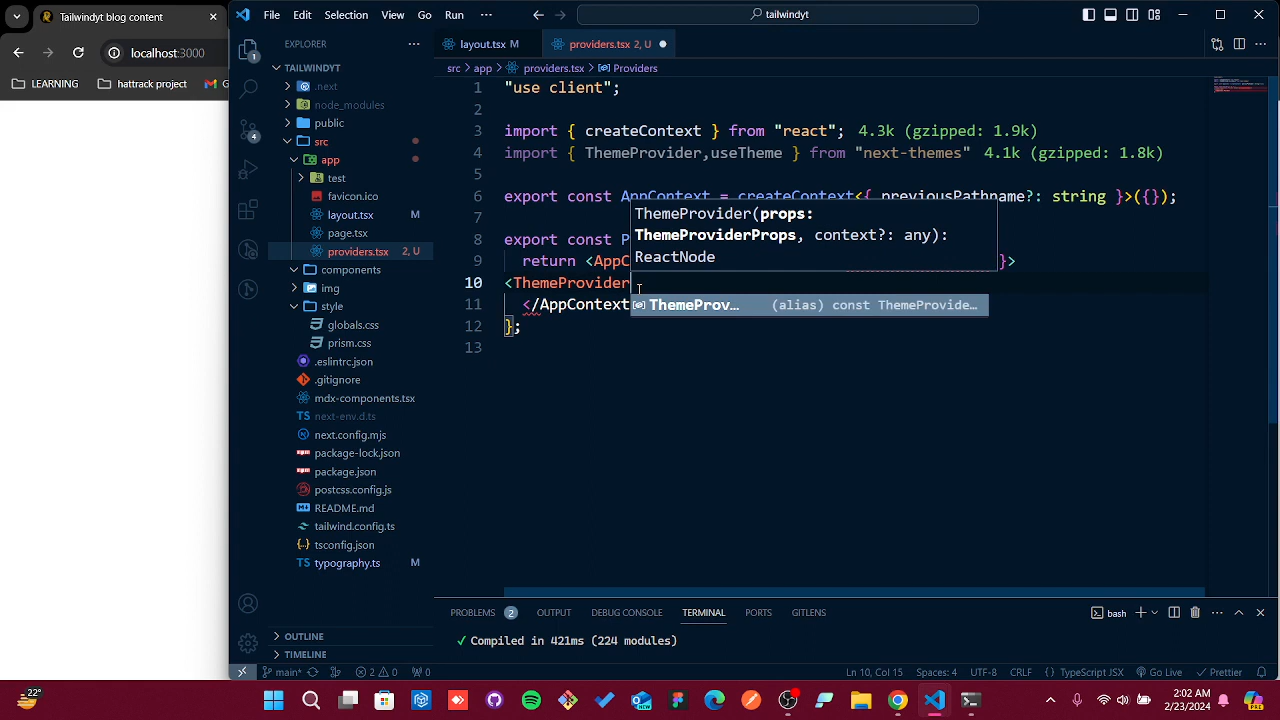 Tailwindyt blog content
localhost:3000
LEARNING
hattrack project
File Edit Selection View Go Run
tailwindyt
EXPLORER
layout.tsx M
providers.tsx 2, U
TAILWINDYT
src > app > providers.tsx > Providers
.next
node_modules
public
src
app
test
favicon.ico
layout.tsx M
page.tsx
providers.tsx 2, U
components
img
style
globals.css
prism.css
.eslintrc.json
.gitignore
mdx-components.tsx
next-env.d.ts
next.config.mjs
package-lock.json
package.json
postcss.config.js
README.md
tailwind.config.ts
tsconfig.json
typography.ts M
OUTLINE
TIMELINE
1 "use client";
2
3 import { createContext } from "react"; 4.3k (gzipped: 1.9k)
4 import { ThemeProvider,useTheme } from "next-themes" 4.1k (gzipped: 1.8k)
5
6 export const AppContext = createContext<{ previousPathname?: string }>({});
7
8 export const P
9 return <AppC }>
10 <ThemeProvider
11 </AppContext
12 };
13
ThemeProvider(props:
ThemeProviderProps, context?: any):
ReactNode
ThemeProv… (alias) const ThemeProvide…
PROBLEMS 2 OUTPUT DEBUG CONSOLE TERMINAL PORTS GITLENS
bash
✓ Compiled in 421ms (224 modules)
main* 2 0 0 Ln 10, Col 15 Spaces: 4 UTF-8 CRLF TypeScript JSX Go Live Prettier
22°
2:02 AM
2/23/2024